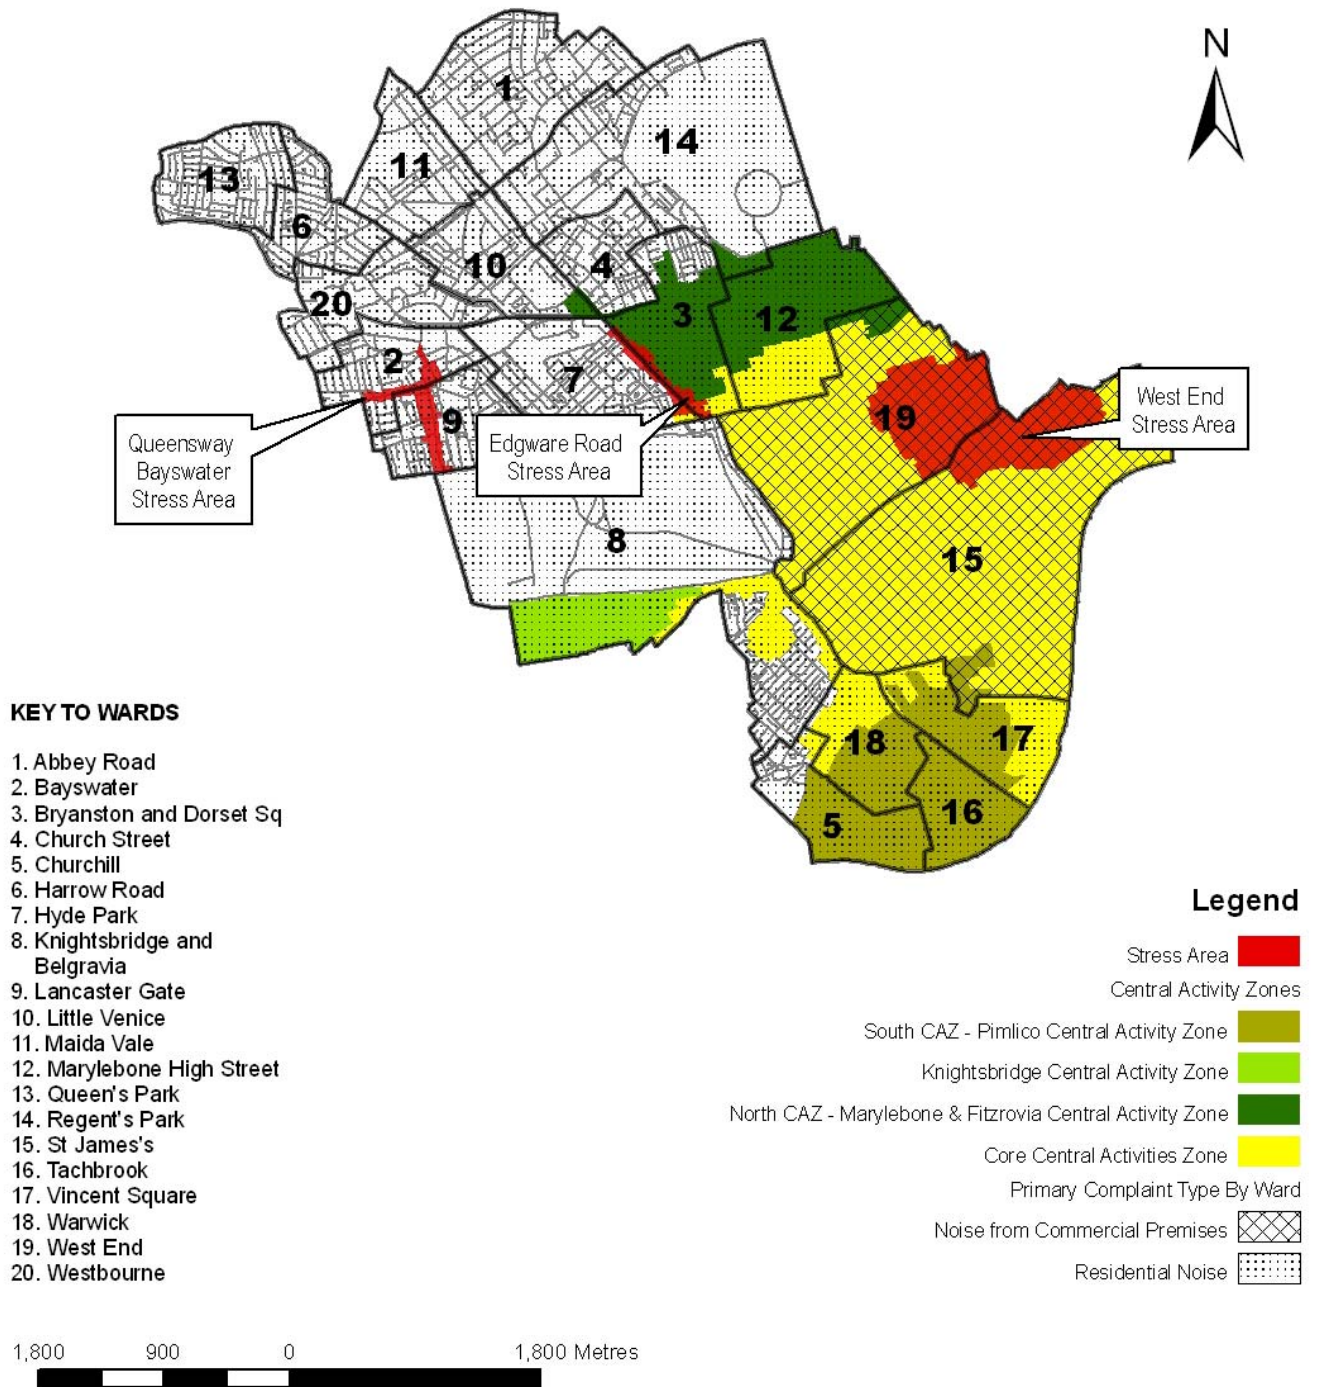 N
1
14
11
13
6
10
4
20
3
12
2
7
19
9
West End
Stress Area
Queensway
Bayswater
Stress Area
Edgware Road
Stress Area
8
15
18
17
16
5
KEY TO WARDS
1. Abbey Road
2. Bayswater
3. Bryanston and Dorset Sq
4. Church Street
5. Churchill
6. Harrow Road
7. Hyde Park
8. Knightsbridge and
Belgravia
9. Lancaster Gate
10. Little Venice
11. Maida Vale
12. Marylebone High Street
13. Queen's Park
14. Regent's Park
15. St James's
16. Tachbrook
17. Vincent Square
18. Warwick
19. West End
20. Westbourne
Legend
Stress Area
Central Activity Zones
South CAZ - Pimlico Central Activity Zone
Knightsbridge Central Activity Zone
North CAZ - Marylebone & Fitzrovia Central Activity Zone
Core Central Activities Zone
Primary Complaint Type By Ward
Noise from Commercial Premises
Residential Noise
1,800 900 0 1,800 Metres